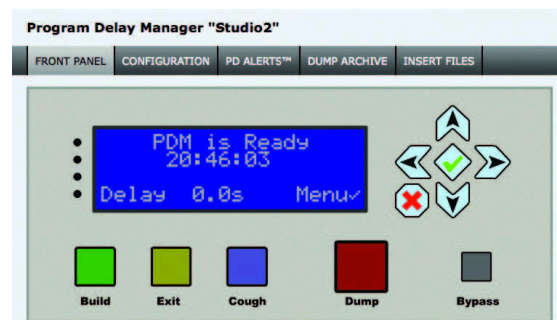 Program Delay Manager "Studio2"
FRONT PANEL CONFIGURATION PD ALERTS™ DUMP ARCHIVE INSERT FILES
PDM is Ready
20:46:03
Delay 0.0s Menu✓
Build Exit Cough Dump Bypass